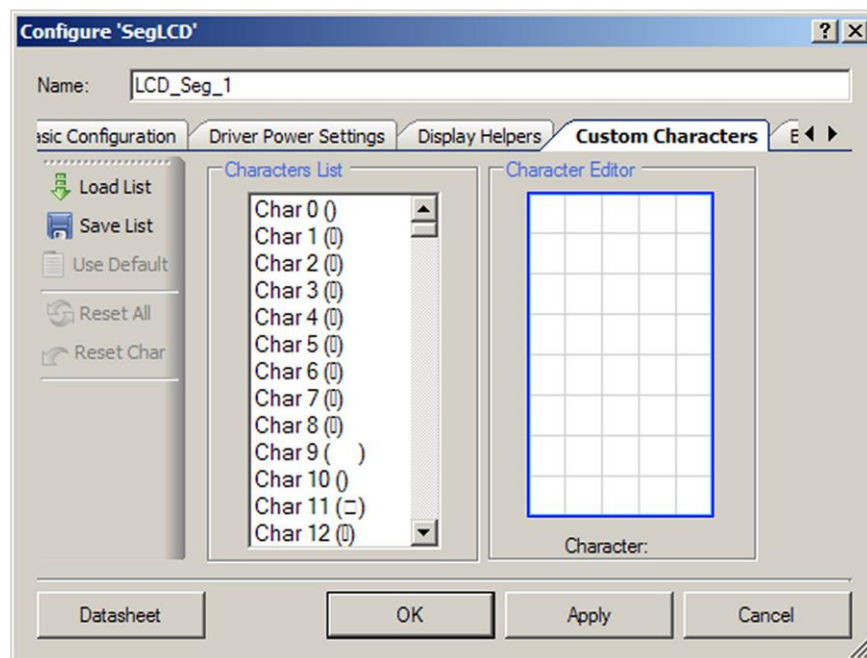 Configure 'SegLCD'
Name: LCD_Seg_1
asic Configuration Driver Power Settings Display Helpers Custom Characters E
Load List
Save List
Use Default
Reset All
Reset Char
Characters List
Char 0 ()
Char 1 (▯)
Char 2 (▯)
Char 3 (▯)
Char 4 (▯)
Char 5 (▯)
Char 6 (▯)
Char 7 (▯)
Char 8 (▯)
Char 9 (    )
Char 10 ()
Char 11 (□)
Char 12 (▯)
Character Editor
Character:
Datasheet OK Apply Cancel